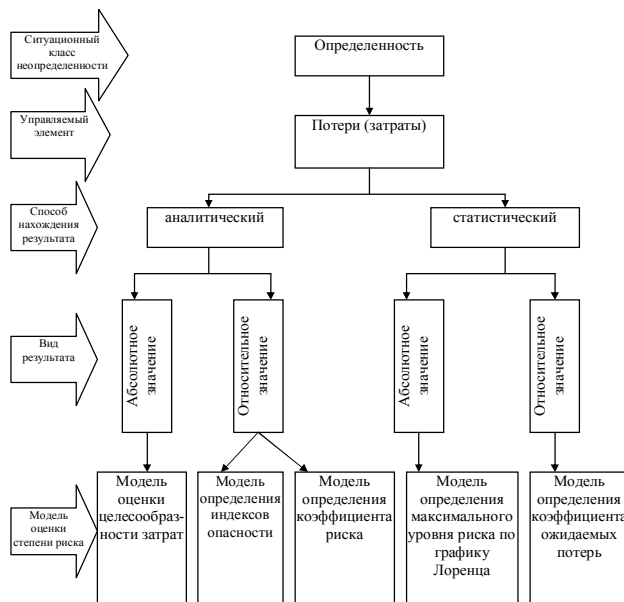 Ситуационный
класс
неопределенности
Определенность
Управляемый
элемент
Потери (затраты)
Способ
нахождения
результата
аналитический
статистический
Вид
результата
Абсолютное
значение
Относительное
значение
Абсолютное
значение
Относительное
значение
Модель
оценки
степени риска
Модель
оценки
целесообраз-
ности затрат
Модель
определения
индексов
опасности
Модель
определения
коэффициента
риска
Модель
определения
максимального
уровня риска по
графику
Лоренца
Модель
определения
коэффициента
ожидаемых
потерь